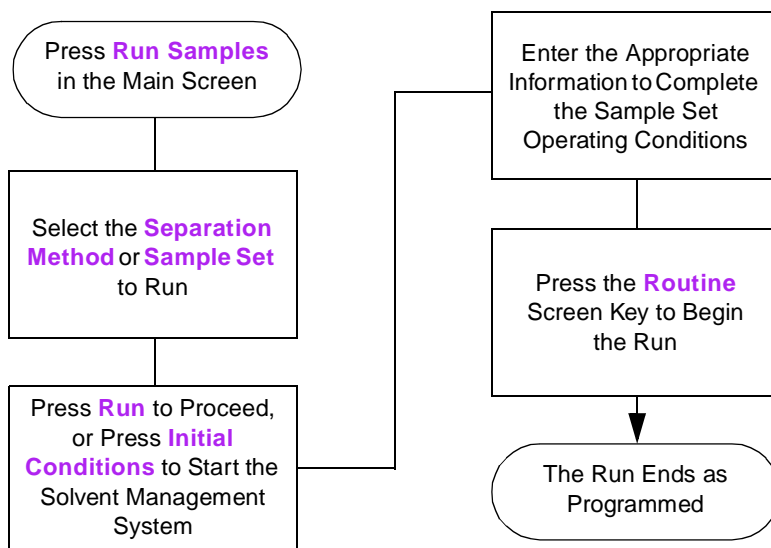 Press Run Samples
in the Main Screen
Select the Separation
Method or Sample Set
to Run
Press Run to Proceed,
or Press Initial
Conditions to Start the
Solvent Management
System
Enter the Appropriate
Information to Complete
the Sample Set
Operating Conditions
Press the Routine
Screen Key to Begin
the Run
The Run Ends as
Programmed